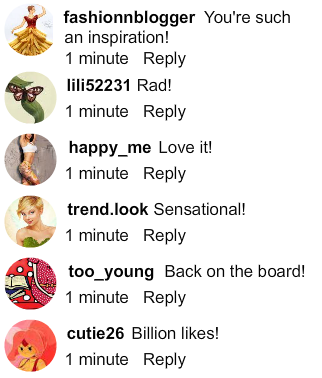 fashionnblogger You're such
an inspiration!
1 minute Reply
lili52231 Rad!
1 minute Reply
happy_me Love it!
1 minute Reply
trend.look Sensational!
1 minute Reply
too_young Back on the board!
1 minute Reply
cutie26 Billion likes!
1 minute Reply